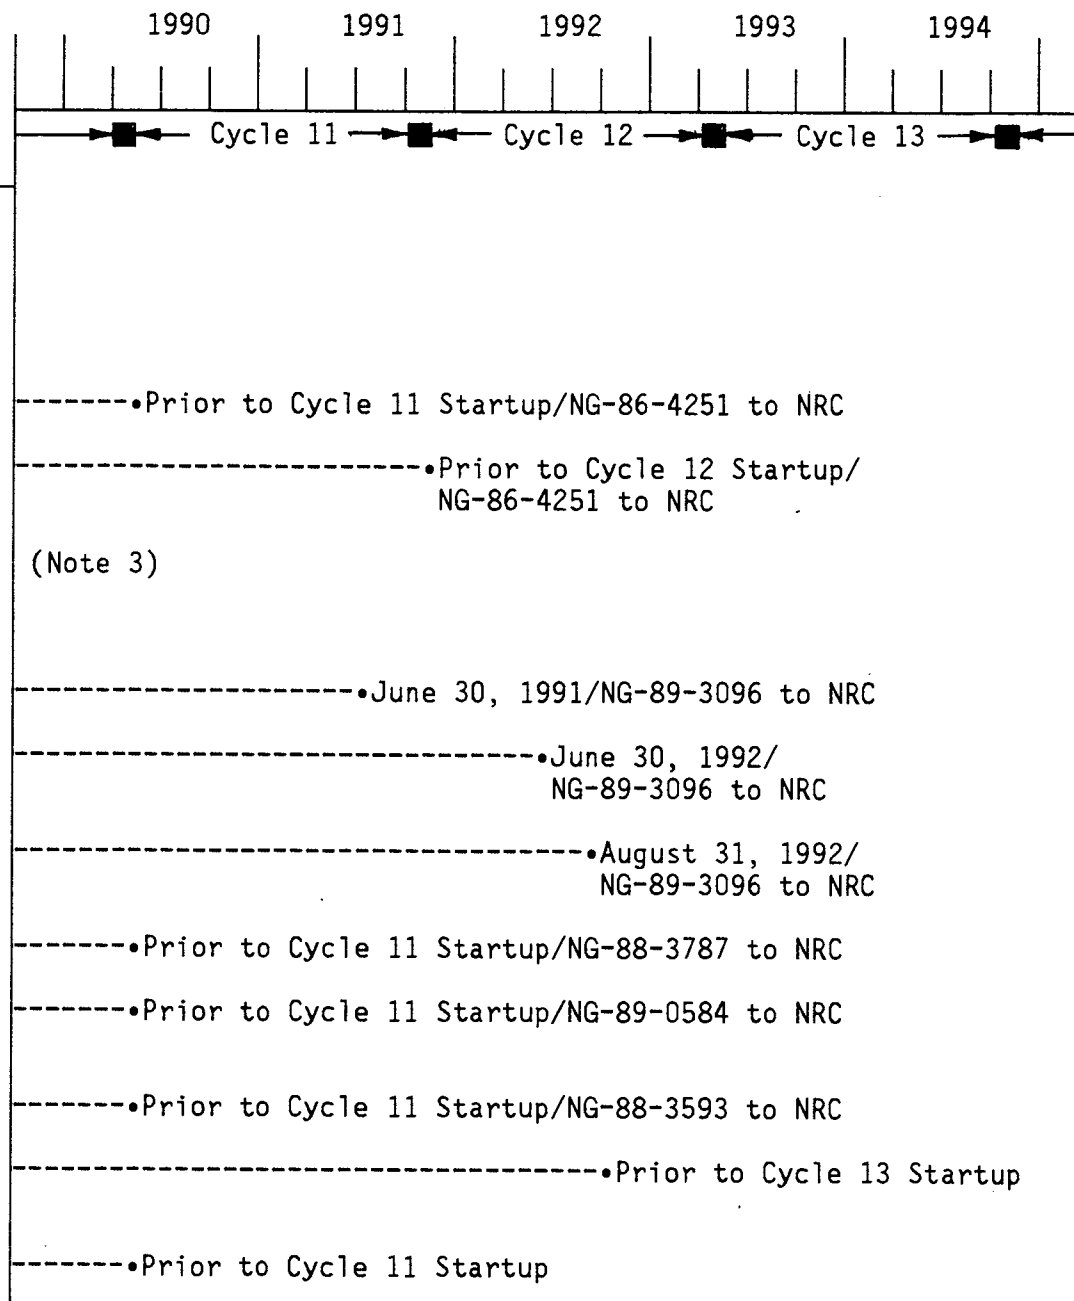 1990 1991 1992 1993 1994
Cycle 11 Cycle 12 Cycle 13
Prior to Cycle 11 Startup/NG-86-4251 to NRC
Prior to Cycle 12 Startup/
NG-86-4251 to NRC
(Note 3)
June 30, 1991/NG-89-3096 to NRC
June 30, 1992/
NG-89-3096 to NRC
August 31, 1992/
NG-89-3096 to NRC
Prior to Cycle 11 Startup/NG-88-3787 to NRC
Prior to Cycle 11 Startup/NG-89-0584 to NRC
Prior to Cycle 11 Startup/NG-88-3593 to NRC
Prior to Cycle 13 Startup
Prior to Cycle 11 Startup